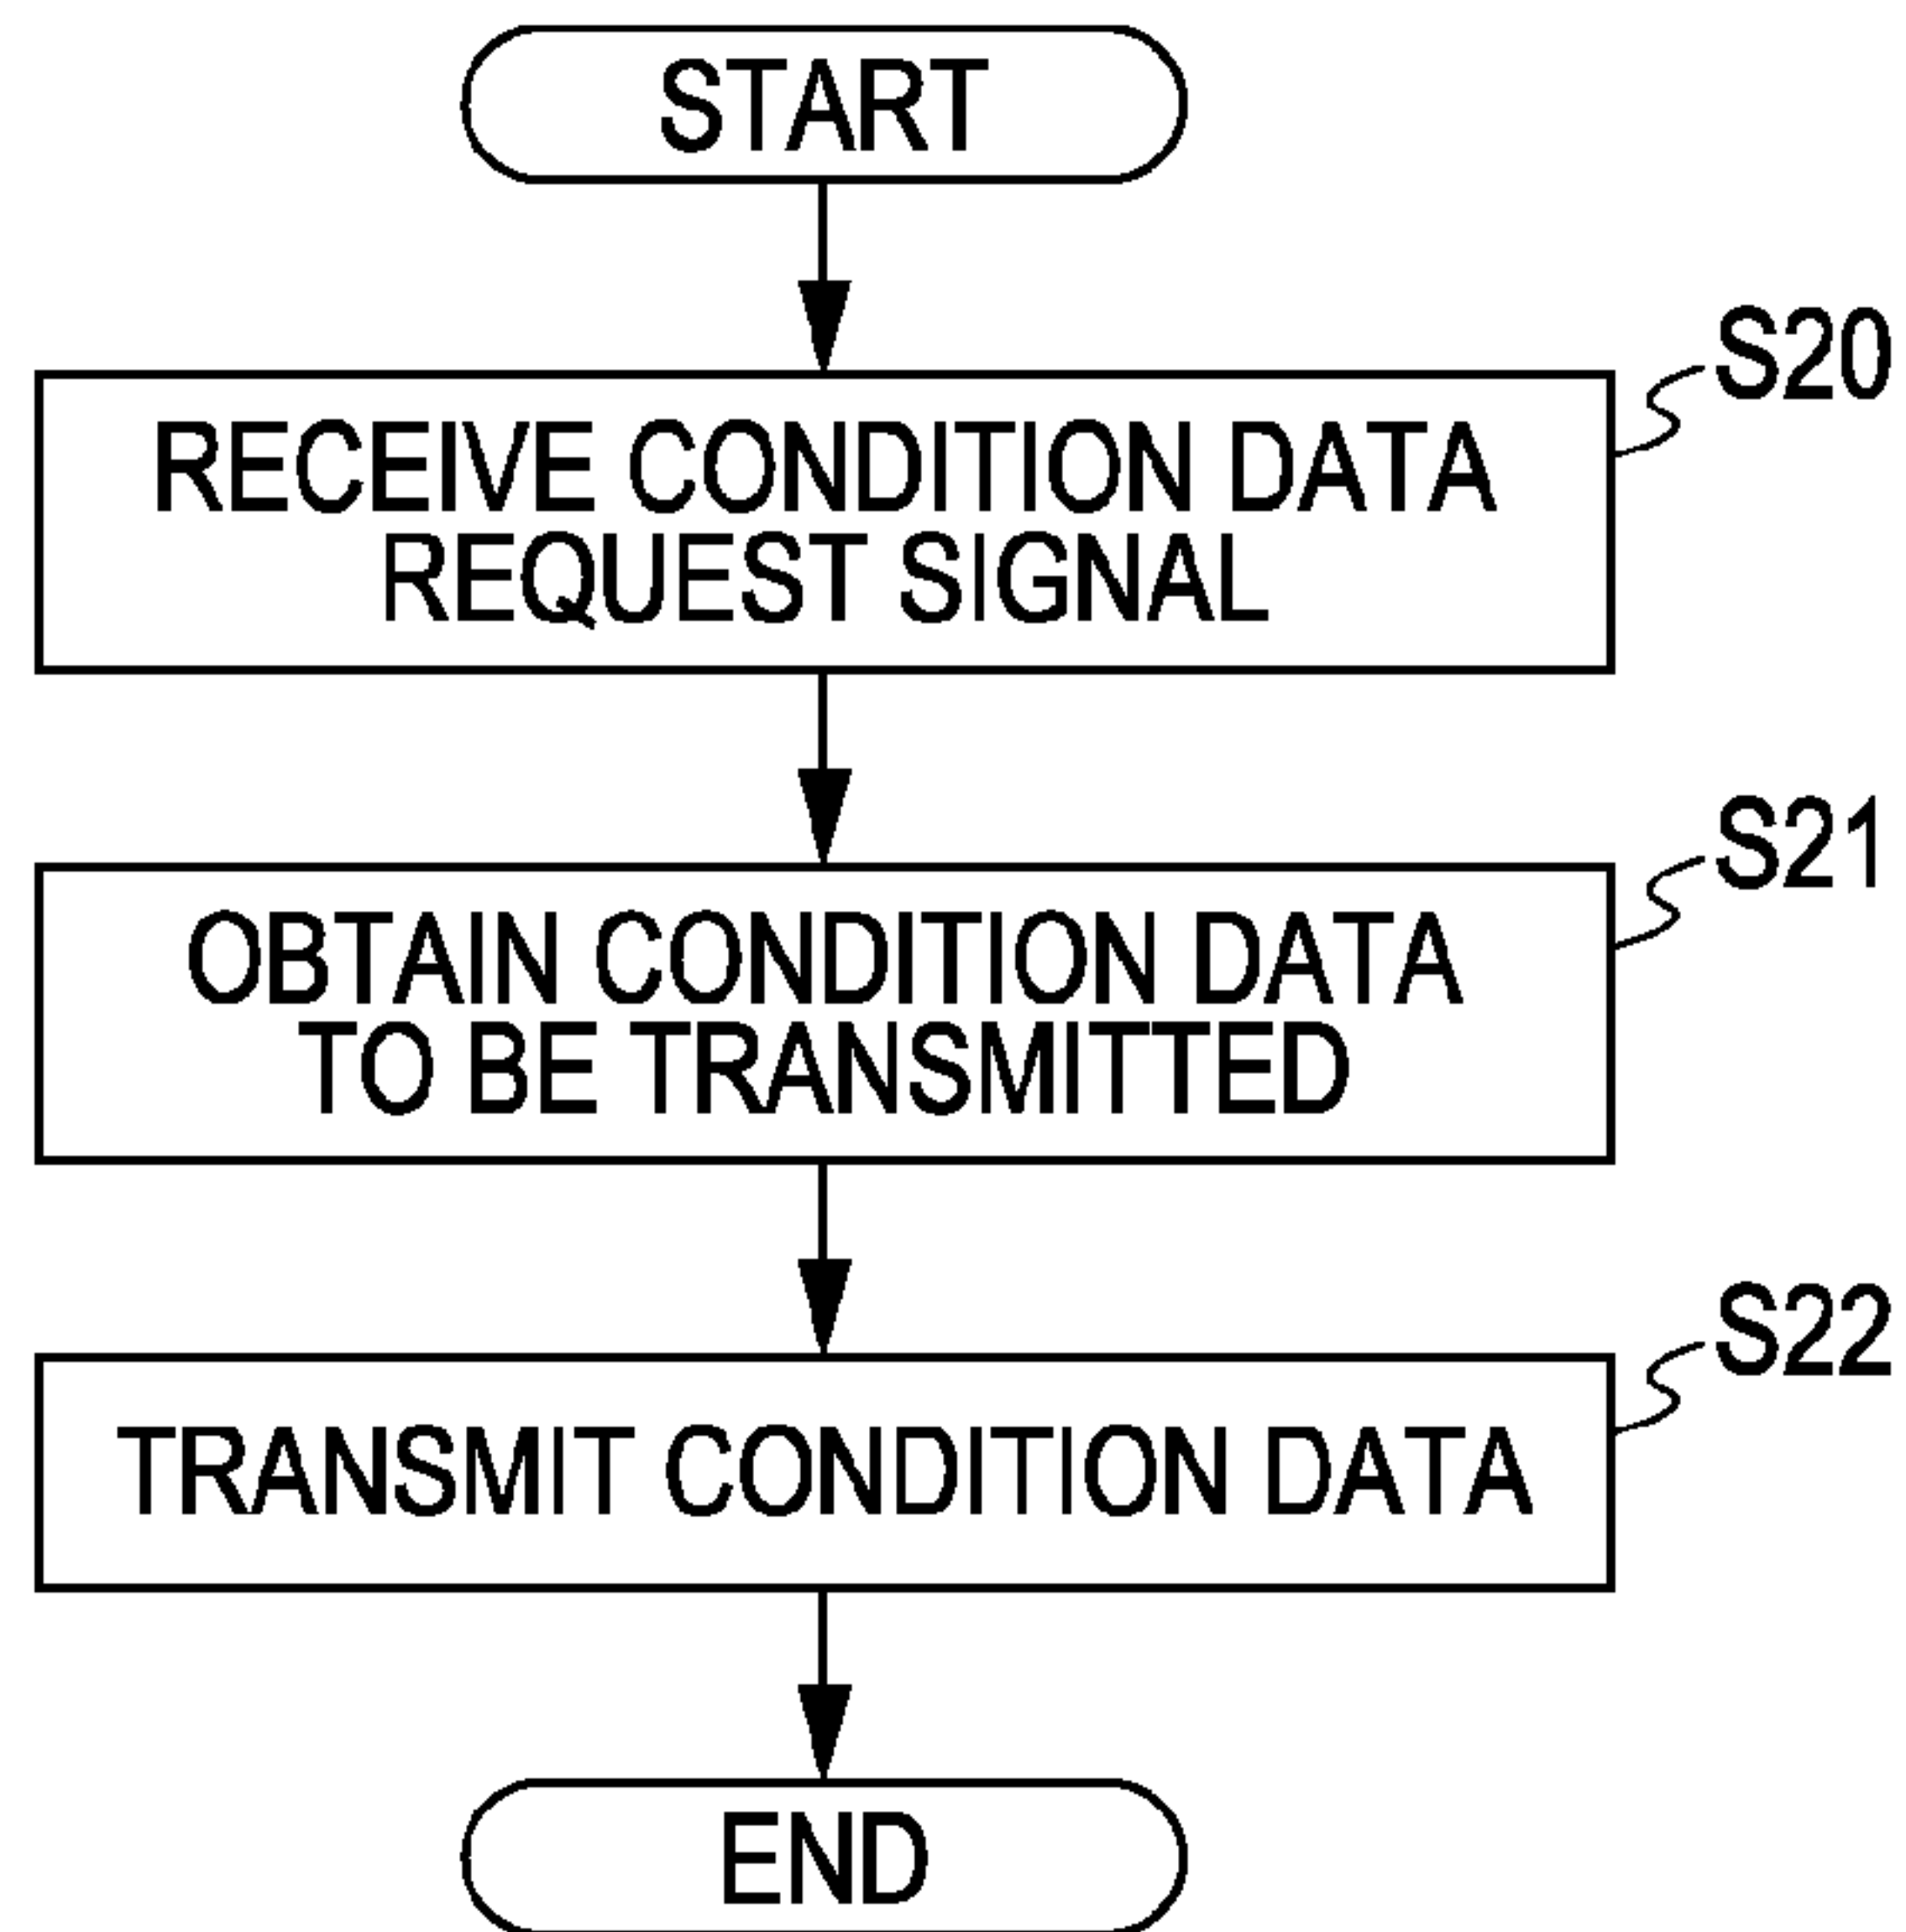 START
S20
RECEIVE CONDITION DATA
REQUEST SIGNAL
S21
OBTAIN CONDITION DATA
TO BE TRANSMITTED
S22
TRANSMIT CONDITION DATA
END